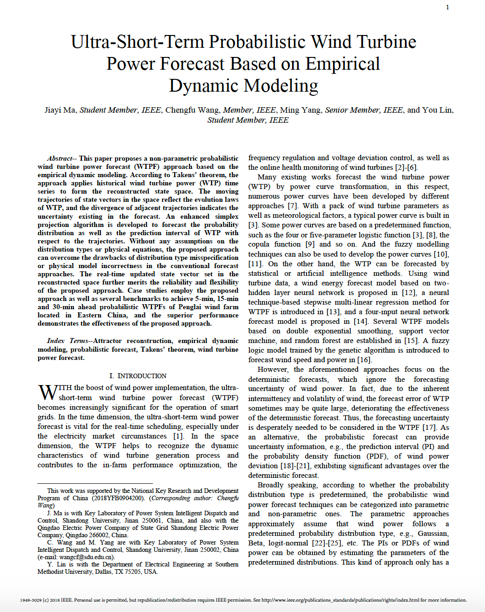 1
Ultra-Short-Term Probabilistic Wind Turbine
Power Forecast Based on Empirical
Dynamic Modeling
Jiayi Ma, Student Member, IEEE, Chengfu Wang, Member, IEEE, Ming Yang, Senior Member, IEEE, and You Lin,
Student Member, IEEE
Abstract-- This paper proposes a non-parametric probabilistic
wind turbine power forecast (WTPF) approach based on the
empirical dynamic modeling. According to Takens' theorem, the
approach applies historical wind turbine power (WTP) time
series to form the reconstructed state space. The moving
trajectories of state vectors in the space reflect the evolution laws
of WTP, and the divergence of adjacent trajectories indicates the
uncertainty existing in the forecast. An enhanced simplex
projection algorithm is developed to forecast the probability
distribution as well as the prediction interval of WTP with
respect to the trajectories. Without any assumptions on the
distribution types or physical equations, the proposed approach
can overcome the drawbacks of distribution type misspecification
or physical model incorrectness in the conventional forecast
approaches. The real-time updated state vector set in the
reconstructed space further merits the reliability and flexibility
of the proposed approach. Case studies employ the proposed
approach as well as several benchmarks to achieve 5-min, 15-min
and 30-min ahead probabilistic WTPFs of Penglai wind farm
located in Eastern China, and the superior performance
demonstrates the effectiveness of the proposed approach.
Index Terms--Attractor reconstruction, empirical dynamic
modeling, probabilistic forecast, Takens' theorem, wind turbine
power forecast.
I. INTRODUCTION
WITH the boost of wind power implementation, the ultra-
short-term wind turbine power forecast (WTPF)
becomes increasingly significant for the operation of smart
grids. In the time dimension, the ultra-short-term wind power
forecast is vital for the real-time scheduling, especially under
the electricity market circumstances [1]. In the space
dimension, the WTPF helps to recognize the dynamic
characteristics of wind turbine generation process and
contributes to the in-farm performance optimization, the
This work was supported by the National Key Research and Development
Program of China (2018YFB0904200). (Corresponding author: Chengfu
Wang)
J. Ma is with Key Laboratory of Power System Intelligent Dispatch and
Control, Shandong University, Jinan 250061, China, and also with the
Qingdao Electric Power Company of State Grid Shandong Electric Power
Company, Qingdao 266002, China.
C. Wang and M. Yang are with Key Laboratory of Power System
Intelligent Dispatch and Control, Shandong University, Jinan 250002, China
(e-mail: wangcf@sdu.edu.cn).
Y. Lin is with the Department of Electrical Engineering at Southern
Methodist University, Dallas, TX 75205, USA.
frequency regulation and voltage deviation control, as well as
the online health monitoring of wind turbines [2]-[6].
Many existing works forecast the wind turbine power
(WTP) by power curve transformation, in this respect,
numerous power curves have been developed by different
approaches [7]. With a pack of wind turbine parameters as
well as meteorological factors, a typical power curve is built in
[3]. Some power curves are based on a predefined function,
such as the four or five-parameter logistic function [3], [8], the
copula function [9] and so on. And the fuzzy modelling
techniques can also be used to develop the power curves [10],
[11]. On the other hand, the WTP can be forecasted by
statistical or artificial intelligence methods. Using wind
turbine data, a wind energy forecast model based on two-
hidden layer neural network is proposed in [12], a neural
technique-based stepwise multi-linear regression method for
WTPF is introduced in [13], and a four-input neural network
forecast model is proposed in [14]. Several WTPF models
based on double exponential smoothing, support vector
machine, and random forest are established in [15]. A fuzzy
logic model trained by the genetic algorithm is introduced to
forecast wind speed and power in [16].
However, the aforementioned approaches focus on the
deterministic forecasts, which ignore the forecasting
uncertainty of wind power. In fact, due to the inherent
intermittency and volatility of wind, the forecast error of WTP
sometimes may be quite large, deteriorating the effectiveness
of the deterministic forecast. Thus, the forecasting uncertainty
is desperately needed to be considered in the WTPF [17]. As
an alternative, the probabilistic forecast can provide
uncertainty information, e.g., the prediction interval (PI) and
the probability density function (PDF), of wind power
deviation [18]-[21], exhibiting significant advantages over the
deterministic forecast.
Broadly speaking, according to whether the probability
distribution type is predetermined, the probabilistic wind
power forecast techniques can be categorized into parametric
and non-parametric ones. The parametric approaches
approximately assume that wind power follows a
predetermined probability distribution type, e.g., Gaussian,
Beta, logit-normal [22]-[25], etc. The PIs or PDFs of wind
power can be obtained by estimating the parameters of the
predetermined distributions. This kind of approach only has a
1949-3029 (c) 2018 IEEE. Personal use is permitted, but republication/redistribution requires IEEE permission. See http://www.ieee.org/publications_standards/publications/rights/index.html for more information.